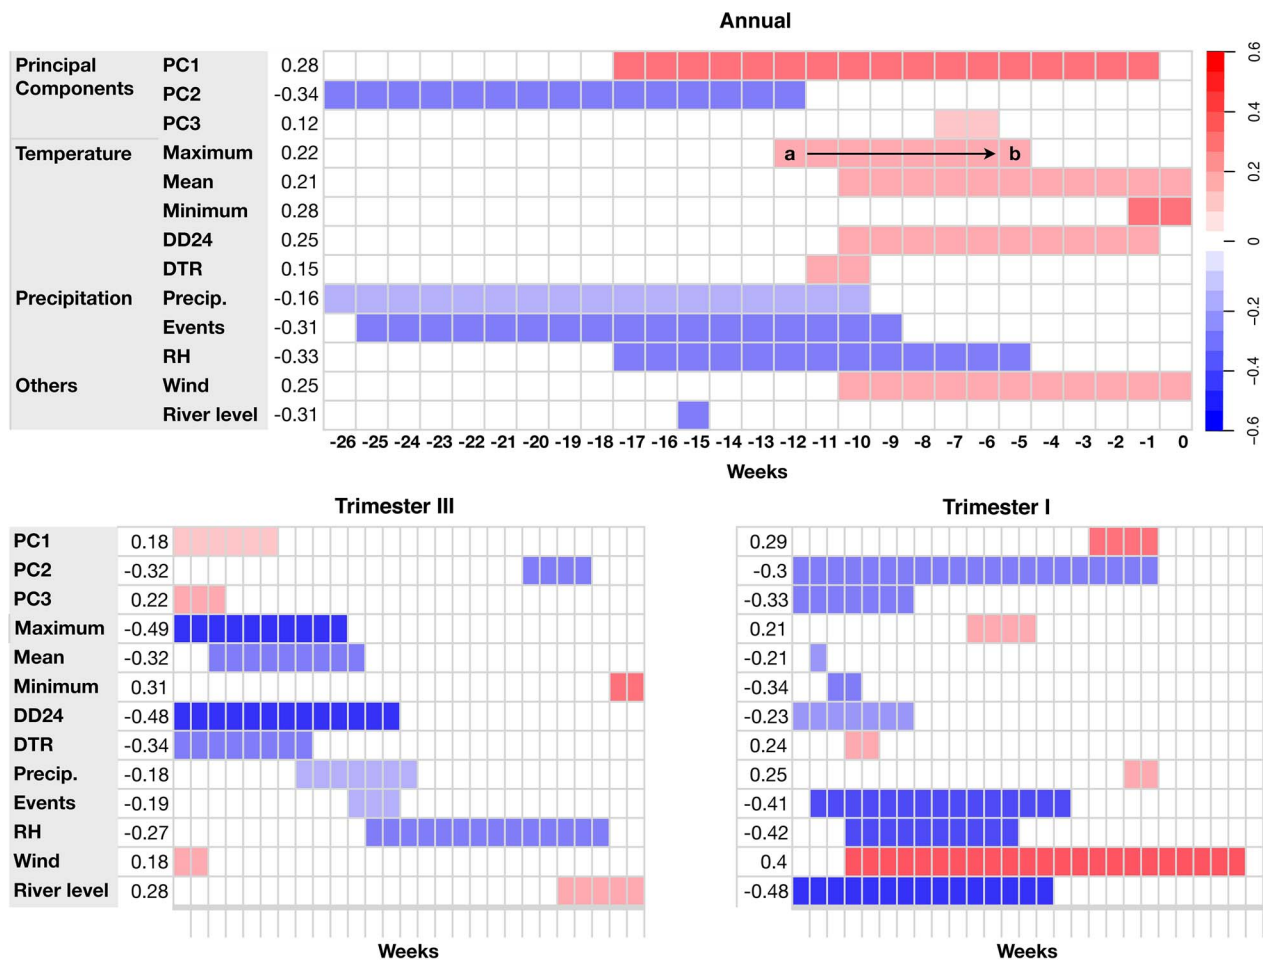 Annual
Principal Components PC1 0.28
PC2 -0.34
PC3 0.12
Temperature Maximum 0.22 a b
Mean 0.21
Minimum 0.28
DD24 0.25
DTR 0.15
Precipitation Precip. -0.16
Events -0.31
RH -0.33
Others Wind 0.25
River level -0.31
-26 -25 -24 -23 -22 -21 -20 -19 -18 -17 -16 -15 -14 -13 -12 -11 -10 -9 -8 -7 -6 -5 -4 -3 -2 -1 0
Weeks
0.6
0.4
0.2
0
-0.2
-0.4
-0.6
Trimester III
PC1 0.18
PC2 -0.32
PC3 0.22
Maximum -0.49
Mean -0.32
Minimum 0.31
DD24 -0.48
DTR -0.34
Precip. -0.18
Events -0.19
RH -0.27
Wind 0.18
River level 0.28
Weeks
Trimester I
0.29
-0.3
-0.33
0.21
-0.21
-0.34
-0.23
0.24
0.25
-0.41
-0.42
0.4
-0.48
Weeks